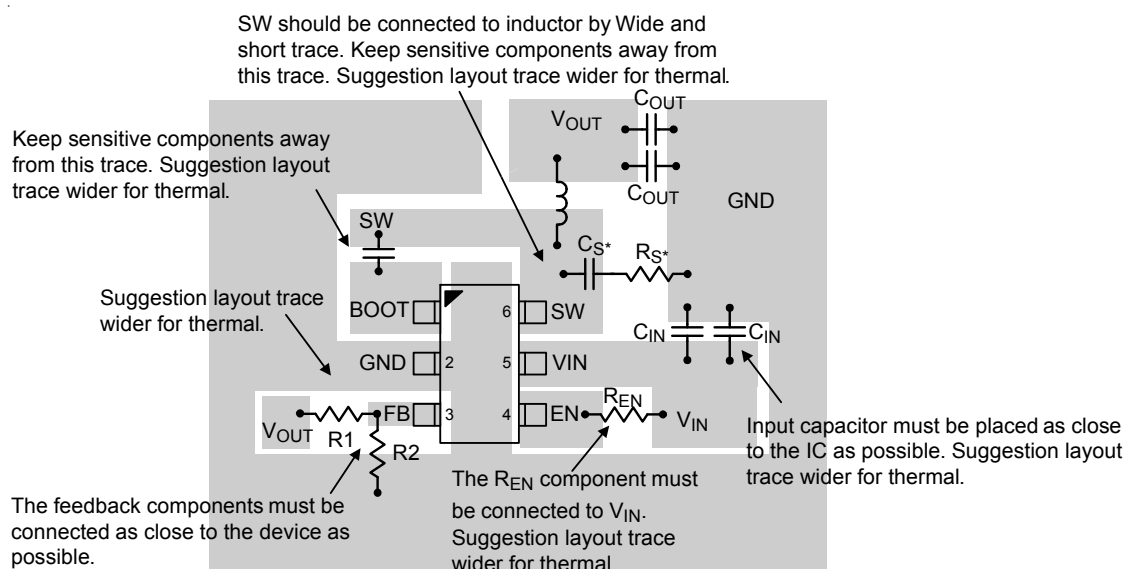 SW should be connected to inductor by Wide and
short trace. Keep sensitive components away from
this trace. Suggestion layout trace wider for thermal.
Keep sensitive components away
from this trace. Suggestion layout
trace wider for thermal.
COUT
VOUT
COUT
GND
SW
CS*
RS*
Suggestion layout trace
wider for thermal.
BOOT
6
SW
CIN
CIN
GND
2
5
VIN
REN
FB
3
4
EN
VIN
VOUT
R1
R2
Input capacitor must be placed as close
to the IC as possible. Suggestion layout
trace wider for thermal.
The REN component must
be connected to VIN.
Suggestion layout trace
wider for thermal
The feedback components must be
connected as close to the device as
possible.